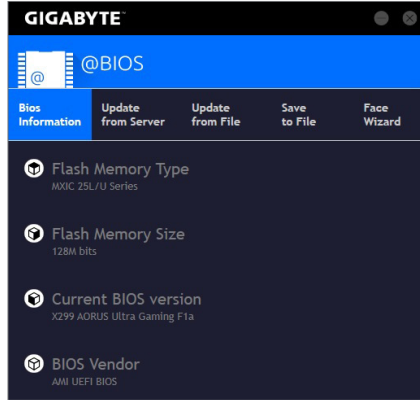 GIGABYTE™
@
@BIOS
Bios Information
Update from Server
Update from File
Save to File
Face Wizard
Flash Memory Type
MXIC 25L/U Series
Flash Memory Size
128M bits
Current BIOS version
X299 AORUS Ultra Gaming F1a
BIOS Vendor
AMI UEFI BIOS